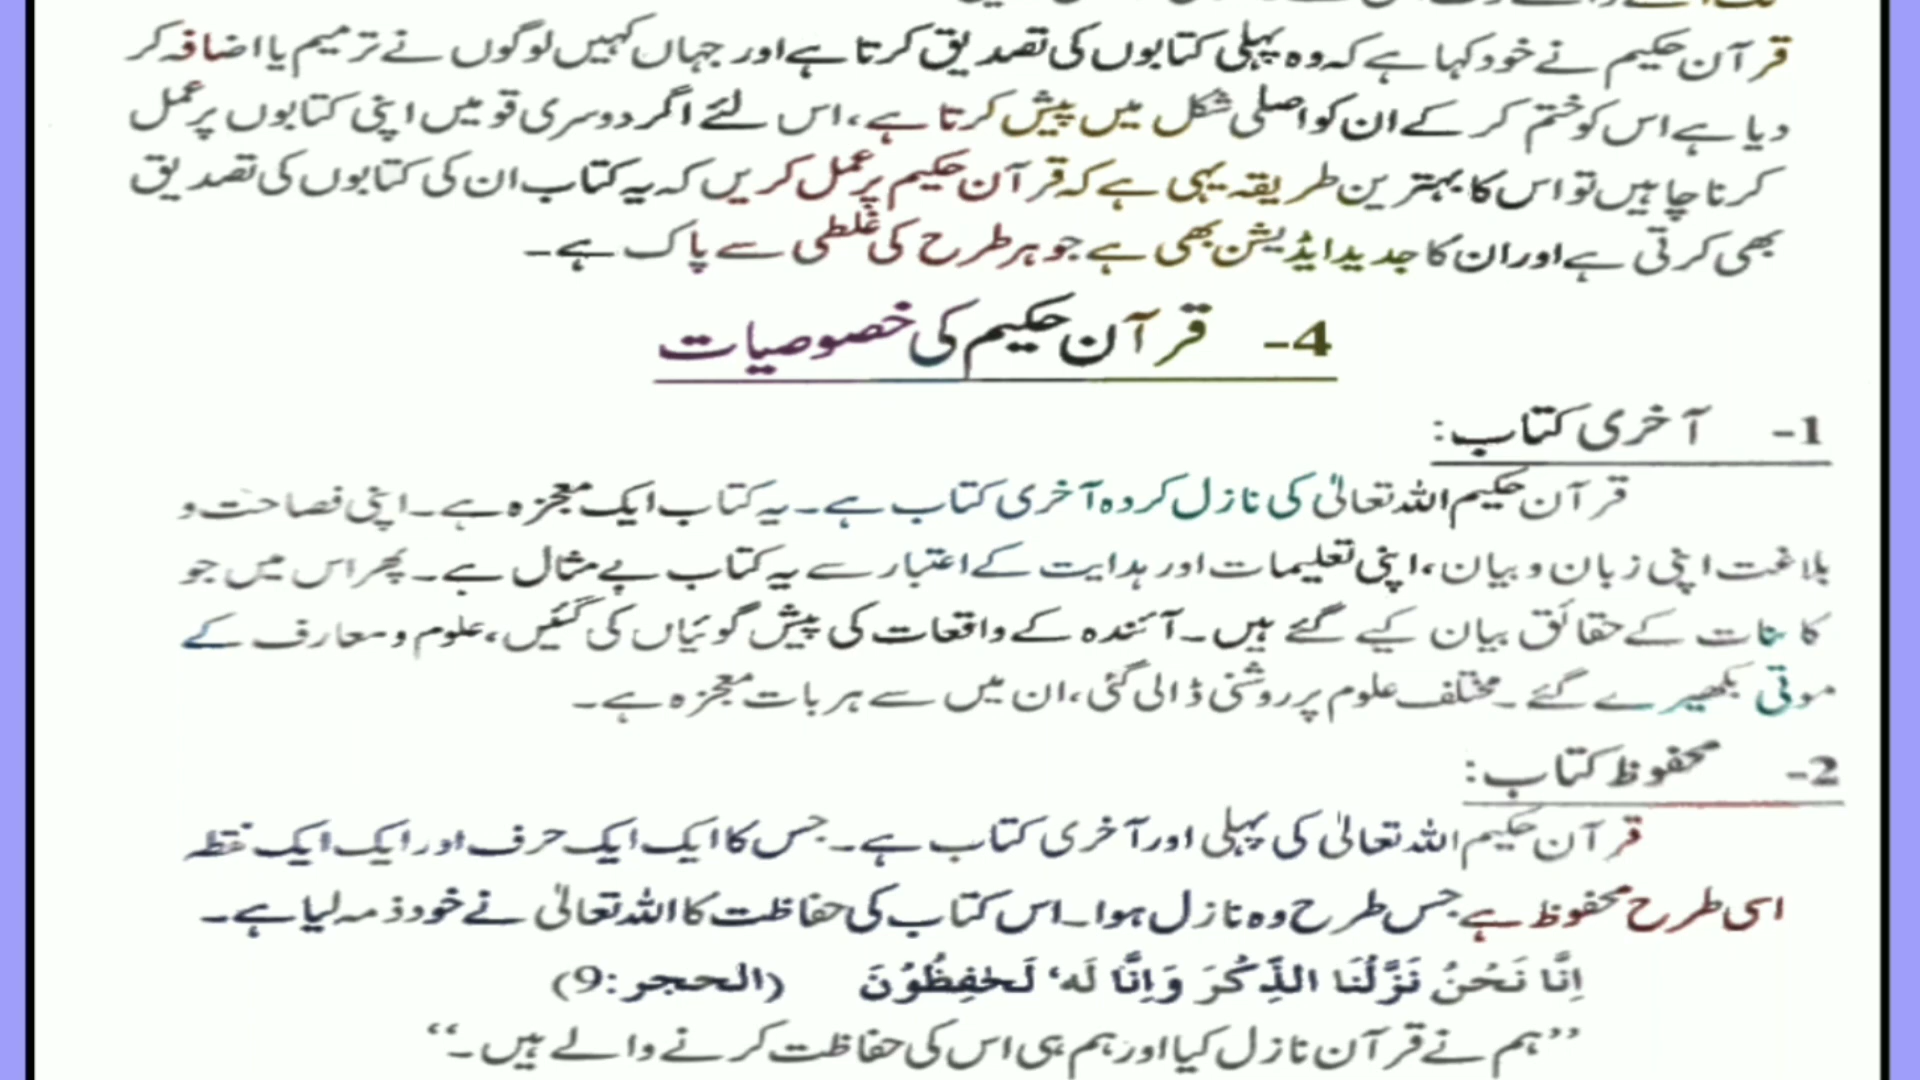 قرآن حکیم نے خود کہا ہے کہ وہ پہلی کتابوں کی تصدیق کرتا ہے اور جہاں کہیں لوگوں نے ترمیم یا اضافہ کر
دیا ہے اس کو ختم کر کے ان کو اصلی شکل میں پیش کرتا ہے، اس لئے اگر دوسری قومیں اپنی کتابوں پر عمل
کرنا چاہیں تو اس کا بہترین طریقہ یہی ہے کہ قرآن حکیم پر عمل کریں کہ یہ کتاب ان کی کتابوں کی تصدیق
بھی کرتی ہے اور ان کا جدید ایڈیشن بھی ہے جو ہر طرح کی غلطی سے پاک ہے۔
4- قرآن حکیم کی خصوصیات
1- آخری کتاب:
قرآن حکیم اللہ تعالیٰ کی نازل کردہ آخری کتاب ہے۔ یہ کتاب ایک معجزہ ہے۔ اپنی فصاحت و
بلاغت اپنی زبان و بیان، اپنی تعلیمات اور ہدایت کے اعتبار سے یہ کتاب بے مثال ہے۔ پھر اس میں جو
کائنات کے حقائق بیان کیے گئے ہیں۔ آئندہ کے واقعات کی پیش گوئیاں کی گئیں، علوم و معارف کے
موتی بکھیرے گئے۔ مختلف علوم پر روشنی ڈالی گئی، ان میں سے ہر بات معجزہ ہے۔
2- محفوظ کتاب:
قرآن حکیم اللہ تعالیٰ کی پہلی اور آخری کتاب ہے۔ جس کا ایک ایک حرف اور ایک ایک نقطہ
اسی طرح محفوظ ہے جس طرح وہ نازل ہوا۔ اس کتاب کی حفاظت کا اللہ تعالیٰ نے خود ذمہ لیا ہے۔
اِنَّا نَحْنُ نَزَّلْنَا الذِّكْرَ وَاِنَّا لَه‘ لَحٰفِظُوْنَ (الحجر:9)
’’ہم نے قرآن نازل کیا اور ہم ہی اس کی حفاظت کرنے والے ہیں۔‘‘